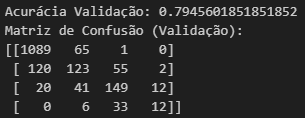 Acurácia Validação: 0.7945601851851852
Matriz de Confusão (Validação):
[[1089   65    1    0]
 [ 120  123   55    2]
 [  20   41  149   12]
 [   0    6   33   12]]